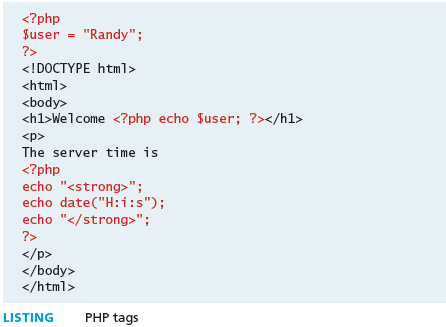 <?php
$user = "Randy";
?>
<!DOCTYPE html>
<html>
<body>
<h1>Welcome <?php echo $user; ?></h1>
<p>
The server time is
<?php
echo "<strong>";
echo date("H:i:s");
echo "</strong>";
?>
</p>
</body>
</html>
LISTING PHP tags